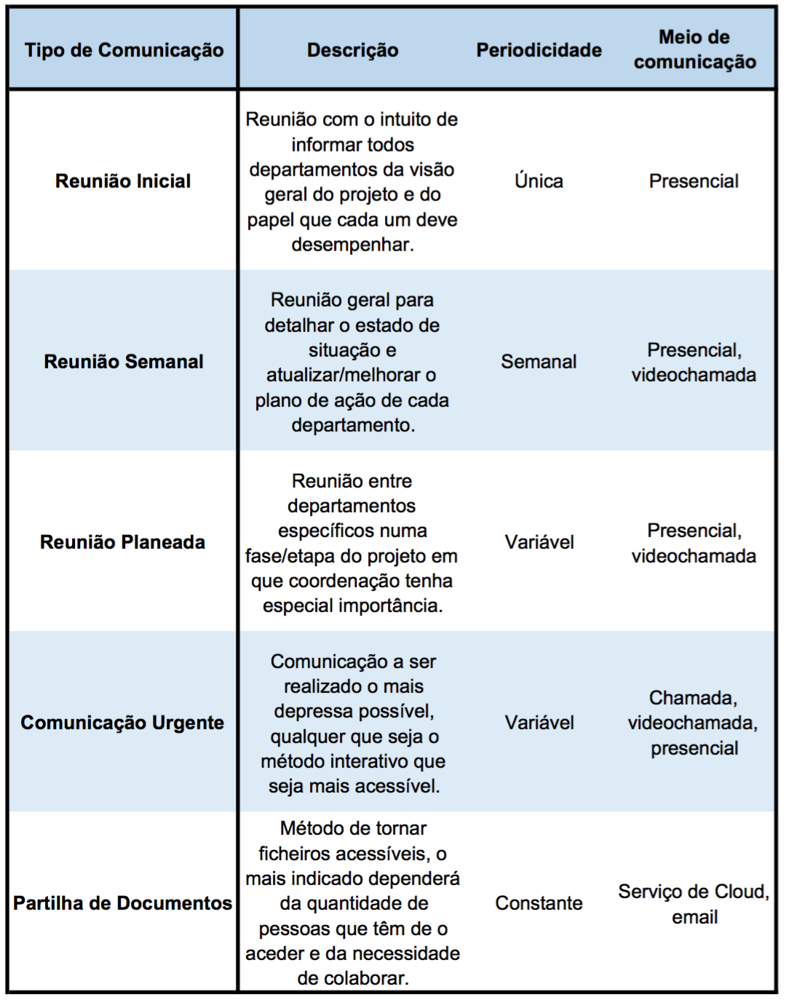 Tipo de Comunicação
Descrição
Periodicidade
Meio de
comunicação
Reunião Inicial
Reunião com o intuito de
informar todos
departamentos da visão
geral do projeto e do
papel que cada um deve
desempenhar.
Única
Presencial
Reunião Semanal
Reunião geral para
detalhar o estado de
situação e
atualizar/melhorar o
plano de ação de cada
departamento.
Semanal
Presencial,
videochamada
Reunião Planeada
Reunião entre
departamentos
específicos numa
fase/etapa do projeto em
que coordenação tenha
especial importância.
Variável
Presencial,
videochamada
Comunicação Urgente
Comunicação a ser
realizado o mais
depressa possível,
qualquer que seja o
método interativo que
seja mais acessível.
Variável
Chamada,
videochamada,
presencial
Partilha de Documentos
Método de tornar
ficheiros acessíveis, o
mais indicado dependerá
da quantidade de
pessoas que têm de o
aceder e da necessidade
de colaborar.
Constante
Serviço de Cloud,
email